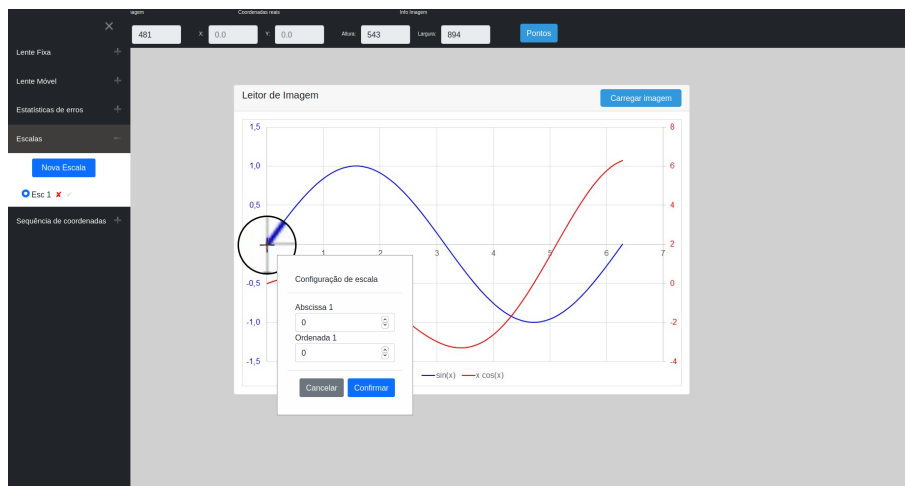 iagem Coordenadas reais Info Imagem
481 X: 0.0 Y: 0.0 Altura: 543 Largura: 894 Pontos
×
Lente Fixa +
Lente Móvel +
Estatísticas de erros +
Escalas −
Nova Escala
Esc 1 ✘ ✓
Sequência de coordenadas +
Leitor de Imagem Carregar imagem
1,5 8
1,0 6
0,5 4
1 2 3 4 5 6 7 2
-0,5 0
-1,0 -2
-1,5 -4
sin(x) x cos(x)
Configuração de escala
Abscissa 1
0
Ordenada 1
0
Cancelar Confirmar